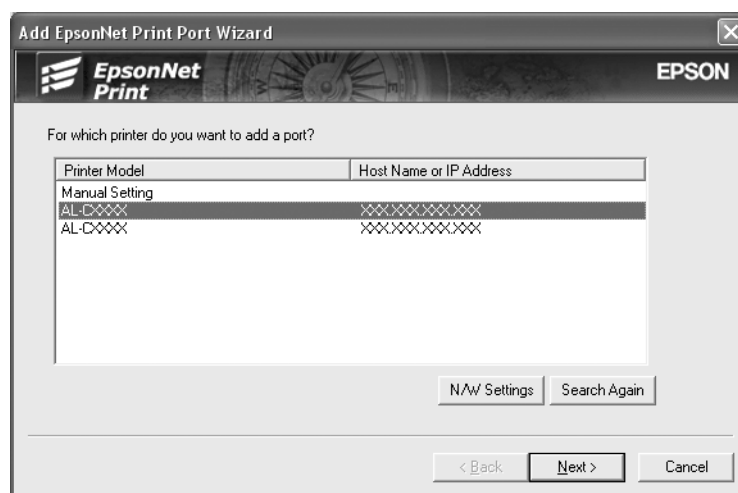 Add EpsonNet Print Port Wizard
EpsonNet
Print
EPSON
For which printer do you want to add a port?
Printer Model Host Name or IP Address
Manual Setting
AL-CXXXX XXX.XXX.XXX.XXX
AL-CXXXX XXX.XXX.XXX.XXX
N/W Settings Search Again
< Back Next > Cancel